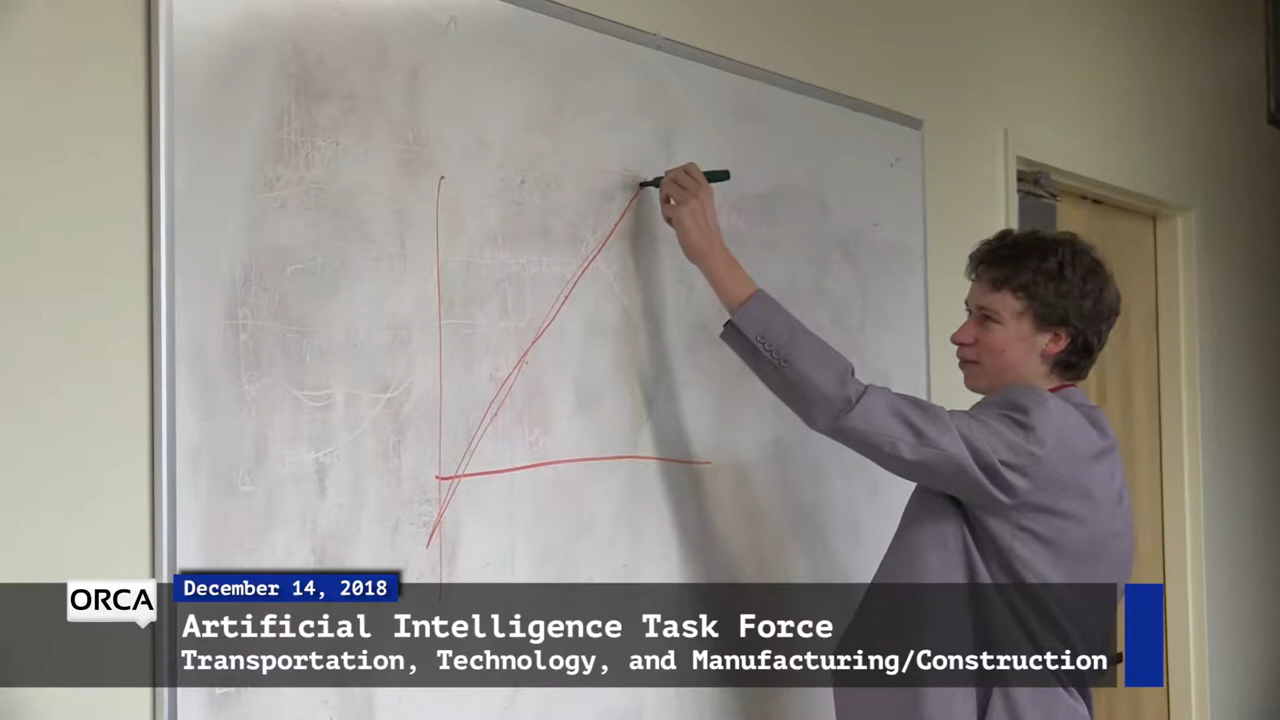 ORCA
December 14, 2018
Artificial Intelligence Task Force
Transportation, Technology, and Manufacturing/Construction